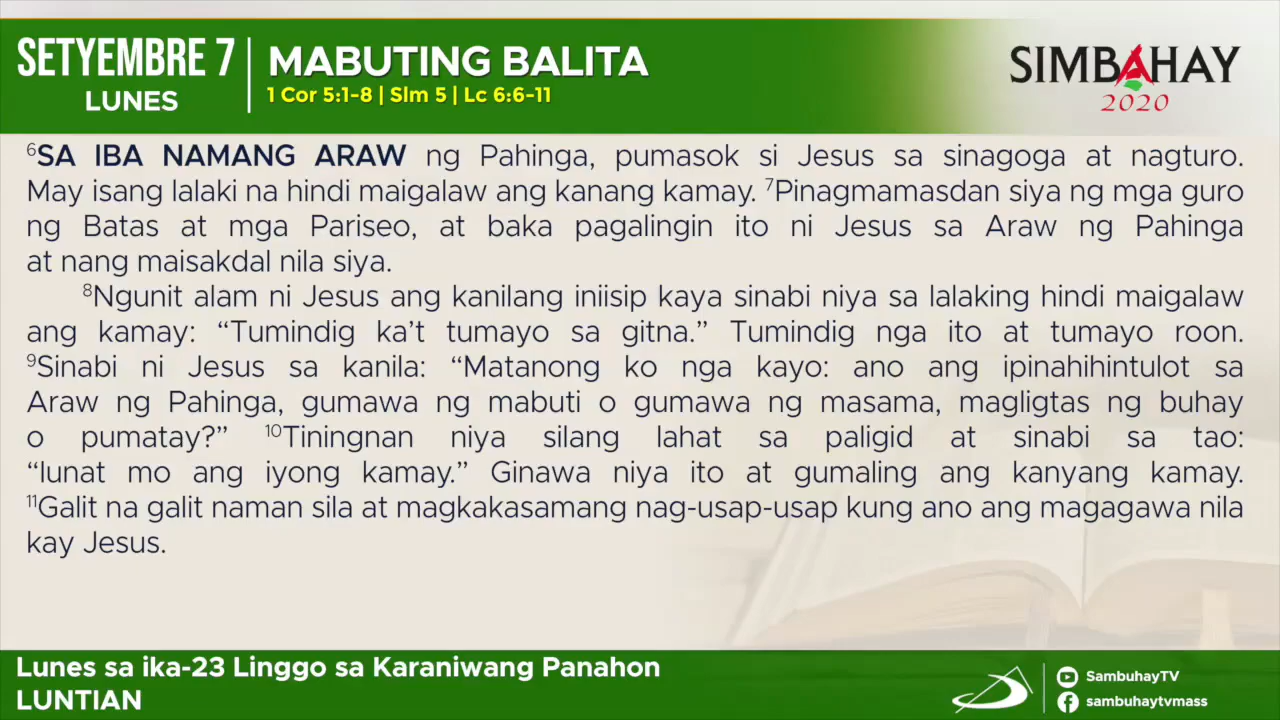 SETYEMBRE 7
LUNES
MABUTING BALITA
1 Cor 5:1-8 | Slm 5 | Lc 6:6-11
SIMBAHAY
2020
⁶SA IBA NAMANG ARAW ng Pahinga, pumasok si Jesus sa sinagoga at nagturo.
May isang lalaki na hindi maigalaw ang kanang kamay. ⁷Pinagmamasdan siya ng mga guro
ng Batas at mga Pariseo, at baka pagalingin ito ni Jesus sa Araw ng Pahinga
at nang maisakdal nila siya.
⁸Ngunit alam ni Jesus ang kanilang iniisip kaya sinabi niya sa lalaking hindi maigalaw
ang kamay: “Tumindig ka’t tumayo sa gitna.” Tumindig nga ito at tumayo roon.
⁹Sinabi ni Jesus sa kanila: “Matanong ko nga kayo: ano ang ipinahihintulot sa
Araw ng Pahinga, gumawa ng mabuti o gumawa ng masama, magligtas ng buhay
o pumatay?” ¹⁰Tiningnan niya silang lahat sa paligid at sinabi sa tao:
“Iunat mo ang iyong kamay.” Ginawa niya ito at gumaling ang kanyang kamay.
¹¹Galit na galit naman sila at magkakasamang nag-usap-usap kung ano ang magagawa nila
kay Jesus.
Lunes sa ika-23 Linggo sa Karaniwang Panahon
LUNTIAN
SambuhayTV
sambuhaytvmass